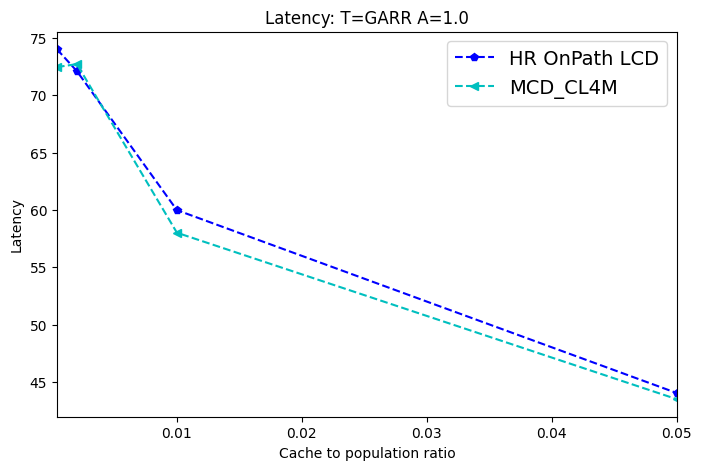 Latency: T=GARR A=1.0
HR OnPath LCD
MCD_CL4M
Latency
75
70
65
60
55
50
45
0.01 0.02 0.03 0.04 0.05
Cache to population ratio